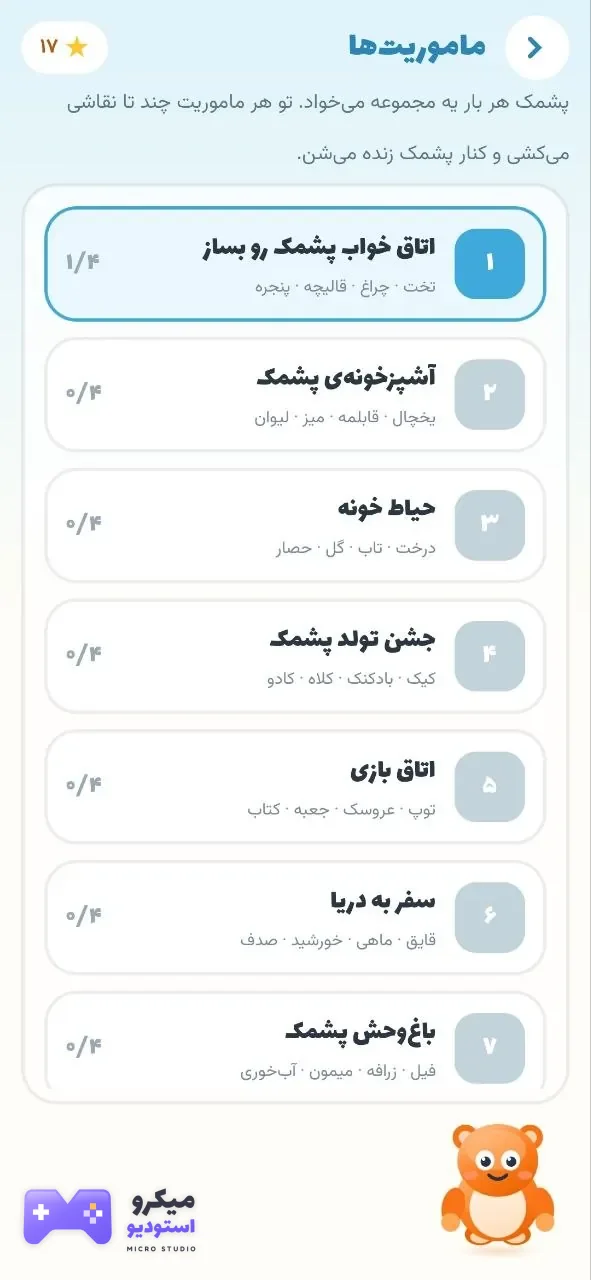 ماموریت‌ها
۱۷
پشمک هر بار یه مجموعه می‌خواد. تو هر ماموریت چند تا نقاشی
می‌کشی و کنار پشمک زنده می‌شن.
۱
اتاق خواب پشمک رو بساز
۱/۴
تخت · چراغ · قالیچه · پنجره
۲
آشپزخونه‌ی پشمک
۰/۴
یخچال · قابلمه · میز · لیوان
۳
حیاط خونه
۰/۴
درخت · تاب · گل · حصار
۴
جشن تولد پشمک
۰/۴
کیک · بادکنک · کلاه · کادو
۵
اتاق بازی
۰/۴
توپ · عروسک · جعبه · کتاب
۶
سفر به دریا
۰/۴
قایق · ماهی · خورشید · صدف
۷
باغ‌وحش پشمک
۰/۴
فیل · زرافه · میمون · آب‌خوری
میکرو
استودیو
MICRO STUDIO